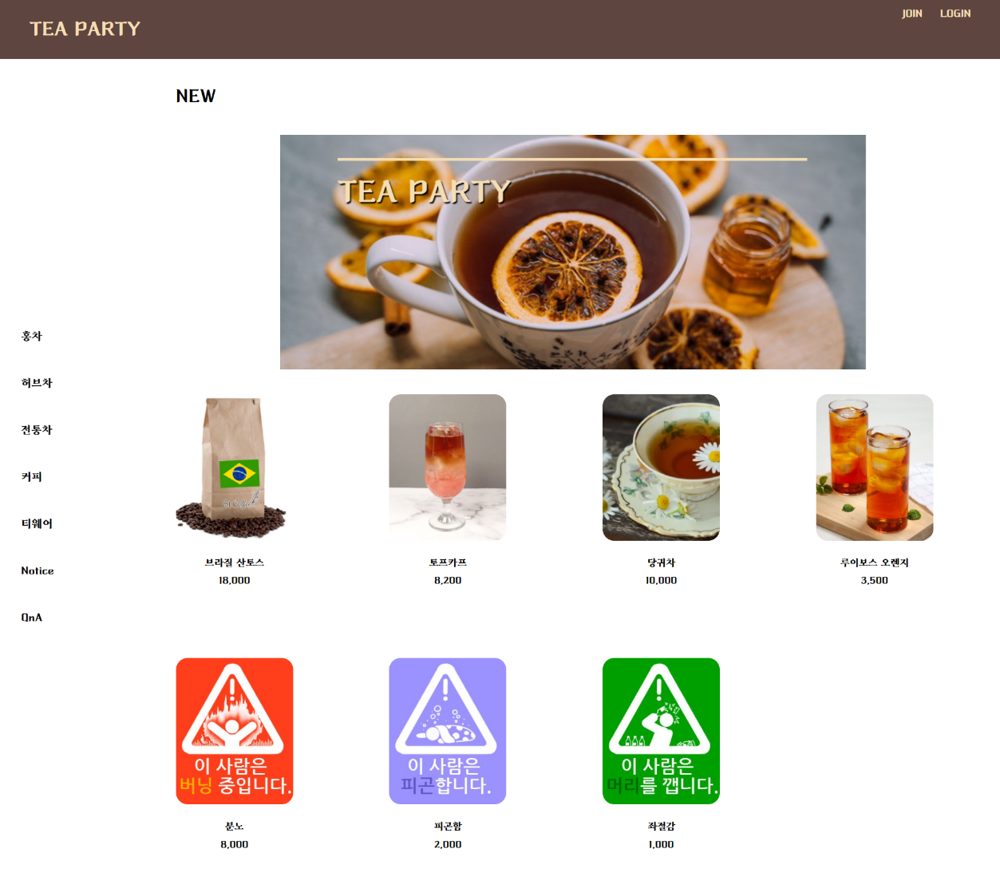 TEA PARTY
JOIN LOGIN
NEW
TEA PARTY
홍차
허브차
전통차
커피
티웨어
Notice
QnA
브라질 산토스
18,000
토프카프
8,200
당귀차
10,000
루이보스 오렌지
3,500
이 사람은
버닝 중입니다.
분노
8,000
이 사람은
피곤합니다.
피곤함
2,000
이 사람은
머리를 깹니다.
좌절감
1,000